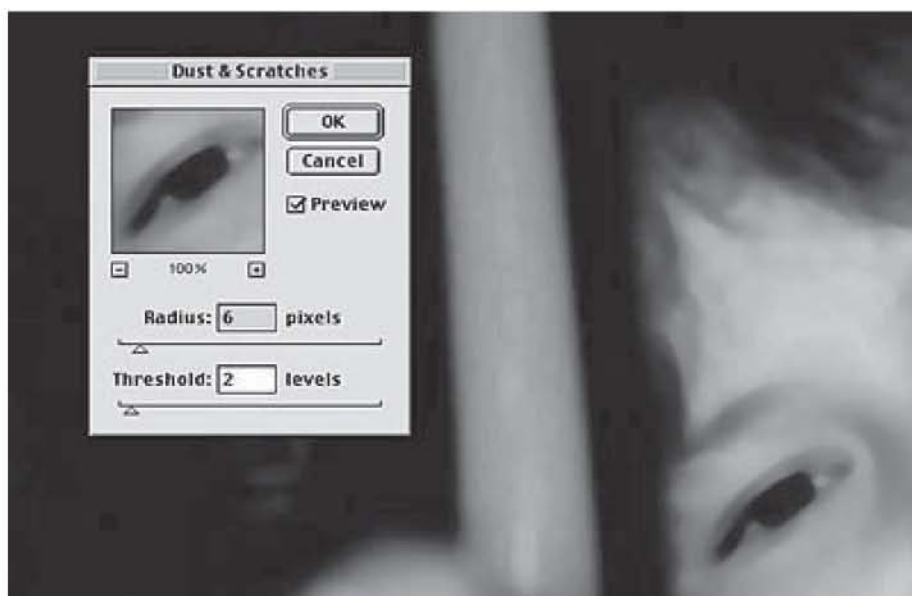 Dust & Scratches
OK
Cancel
Preview
100%
Radius: 6 pixels
Threshold: 2 levels